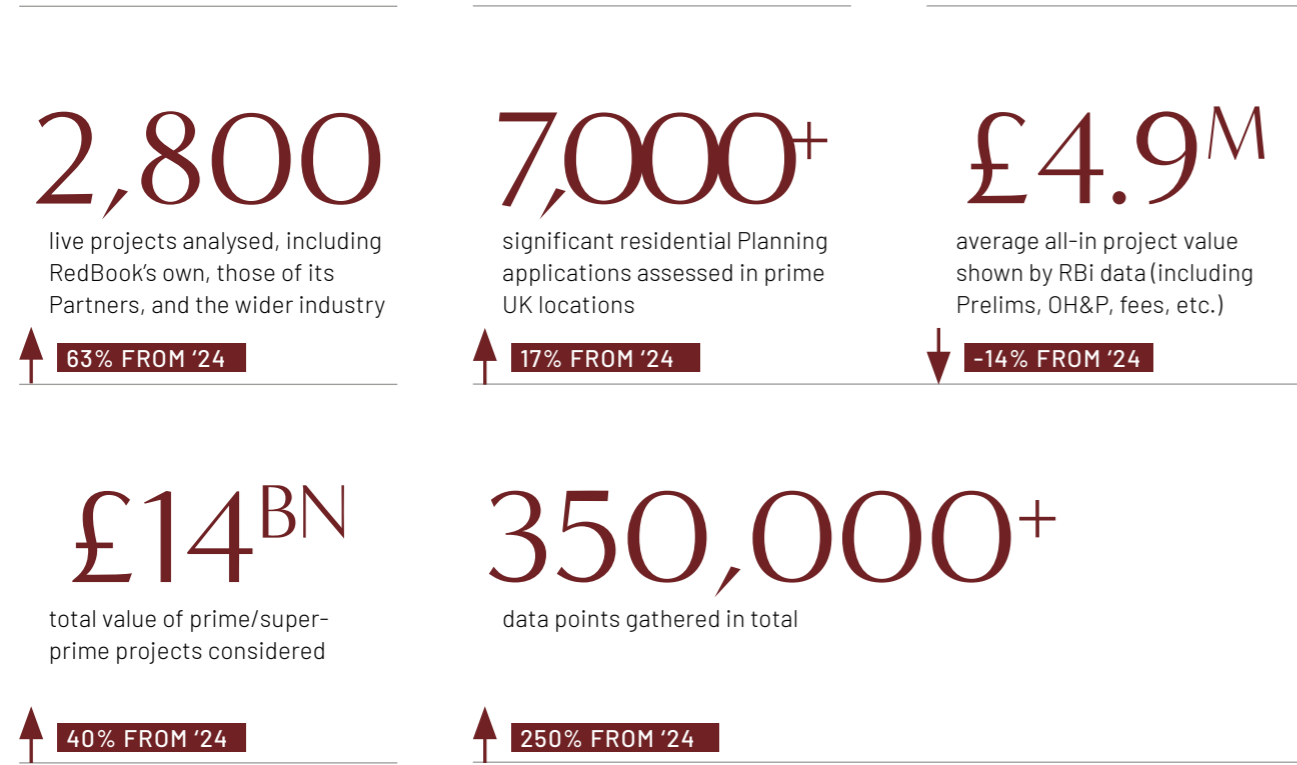 2,800
live projects analysed, including
RedBook's own, those of its
Partners, and the wider industry
63% FROM ‘24
7,000+
significant residential Planning
applications assessed in prime
UK locations
17% FROM ‘24
£4.9M
average all-in project value
shown by RBi data (including
Prelims, OH&P, fees, etc.)
-14% FROM ‘24
£14BN
total value of prime/super-
prime projects considered
40% FROM ‘24
350,000+
data points gathered in total
250% FROM ‘24